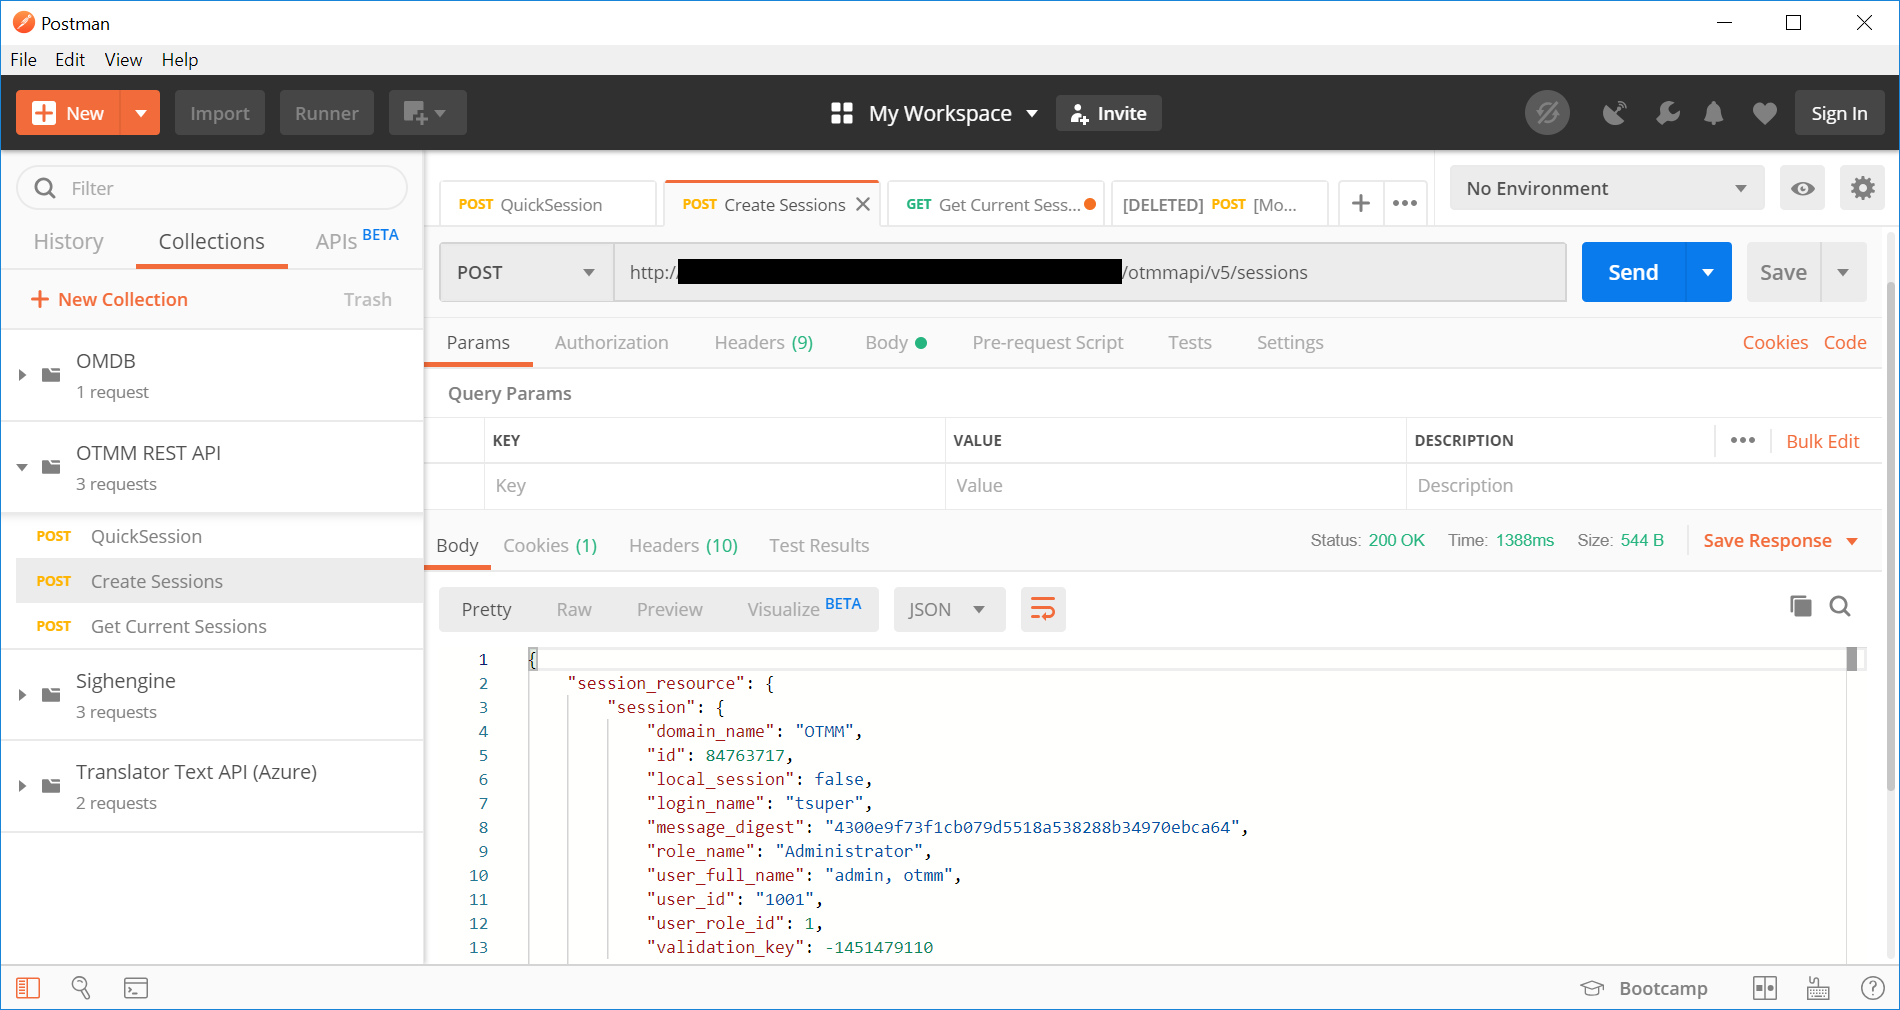 Postman
File Edit View Help
New Import Runner My Workspace Invite Sign In
Filter
History Collections APIs BETA
New Collection Trash
OMDB
1 request
OTMM REST API
3 requests
POST QuickSession
POST Create Sessions
POST Get Current Sessions
Sighengine
3 requests
Translator Text API (Azure)
2 requests
POST QuickSession POST Create Sessions GET Get Current Sess... [DELETED] POST [Mo... No Environment
POST http:/ /otmmapi/v5/sessions Send Save
Params Authorization Headers (9) Body Pre-request Script Tests Settings Cookies Code
Query Params
KEY VALUE DESCRIPTION Bulk Edit
Key Value Description
Body Cookies (1) Headers (10) Test Results Status: 200 OK Time: 1388ms Size: 544 B Save Response
Pretty Raw Preview Visualize BETA JSON
1 {
2 "session_resource": {
3 "session": {
4 "domain_name": "OTMM",
5 "id": 84763717,
6 "local_session": false,
7 "login_name": "tsuper",
8 "message_digest": "4300e9f73f1cb079d5518a538288b34970ebca64",
9 "role_name": "Administrator",
10 "user_full_name": "admin, otmm",
11 "user_id": "1001",
12 "user_role_id": 1,
13 "validation_key": -1451479110
Bootcamp